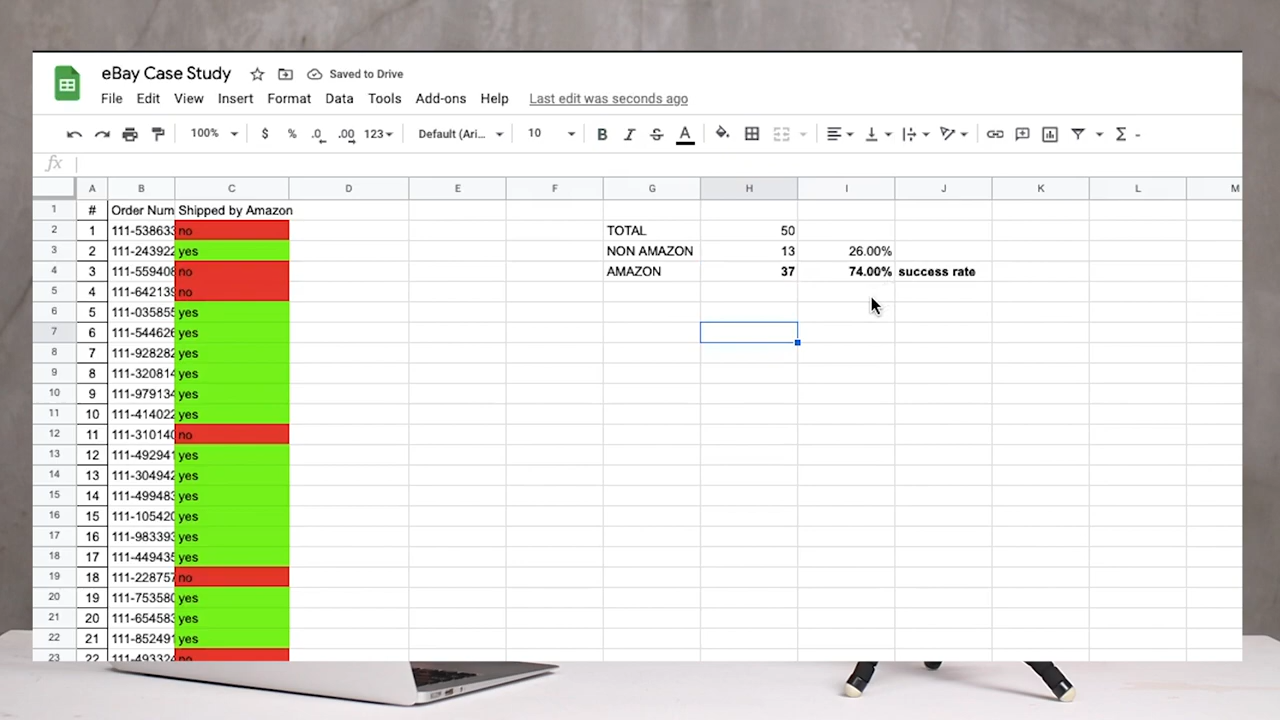 eBay Case Study Saved to Drive
File Edit View Insert Format Data Tools Add-ons Help Last edit was seconds ago
100% $ % .0 .00 123 Default (Ari... 10 B I S A Σ
fx
A B C D E F G H I J K L M
1 # Order Num Shipped by Amazon
2 1 111-538633 no TOTAL 50
3 2 111-243922 yes NON AMAZON 13 26.00%
4 3 111-559408 no AMAZON 37 74.00% success rate
5 4 111-642139 no
6 5 111-035855 yes
7 6 111-544626 yes
8 7 111-928282 yes
9 8 111-320814 yes
10 9 111-979134 yes
11 10 111-414022 yes
12 11 111-310140 no
13 12 111-492941 yes
14 13 111-304942 yes
15 14 111-499483 yes
16 15 111-105420 yes
17 16 111-983393 yes
18 17 111-449435 yes
19 18 111-228757 no
20 19 111-753580 yes
21 20 111-654583 yes
22 21 111-852491 yes
23 22 111-493324 no